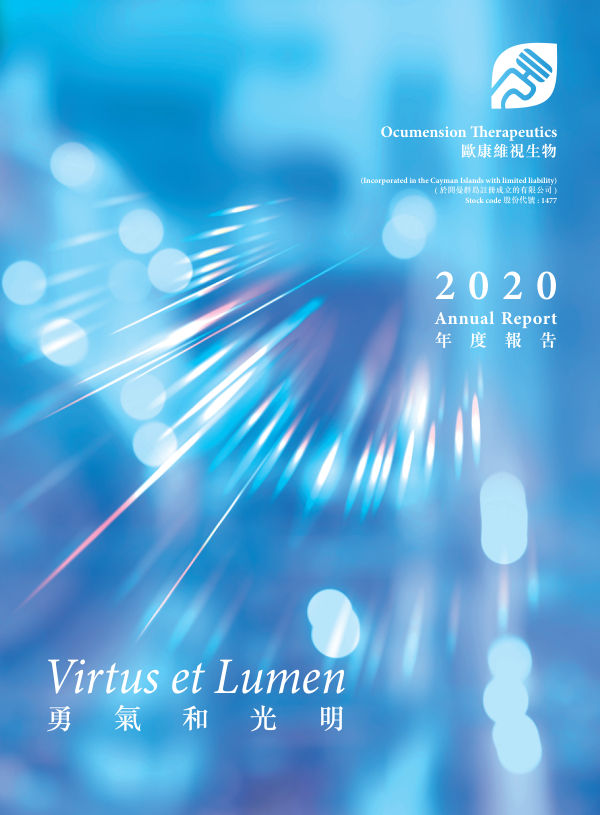 Ocumension Therapeutics
歐康維視生物
(Incorporated in the Cayman Islands with limited liability)
(於開曼群島註冊成立的有限公司)
Stock code 股份代號 : 1477
2020
Annual Report
年度報告
Virtus et Lumen
勇氣和光明